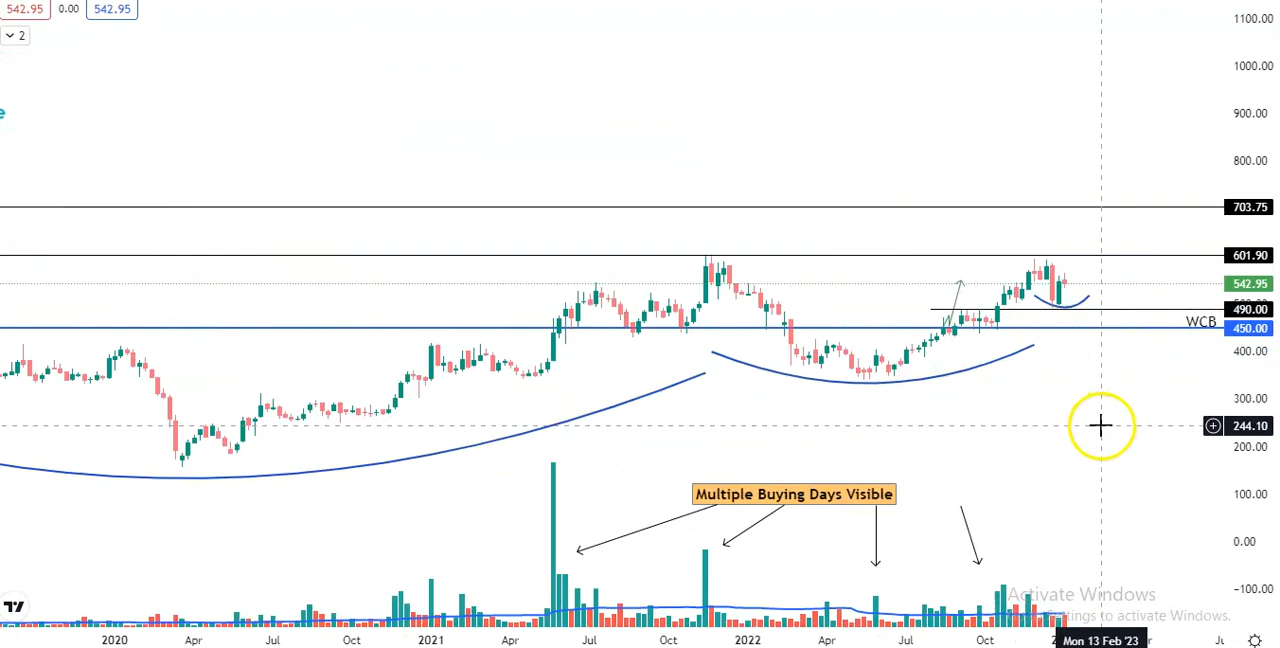 542.95 0.00 542.95
2
e
1100.00
1000.00
900.00
800.00
703.75
601.90
542.95
490.00
WCB
450.00
400.00
300.00
244.10
200.00
Multiple Buying Days Visible
100.00
0.00
-100.00
Activate Windows
to activate Windows.
2020 Apr Jul Oct 2021 Apr Jul Oct 2022 Apr Jul Oct Mon 13 Feb '23